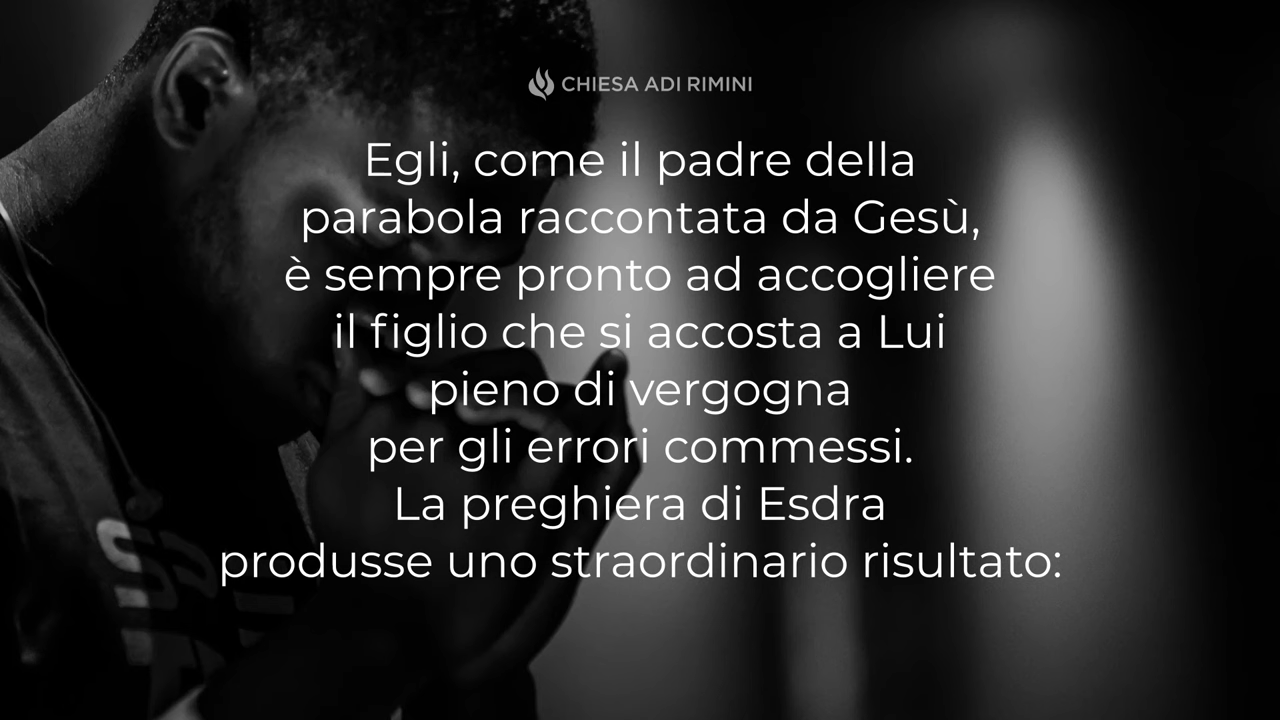 CHIESA ADI RIMINI
Egli, come il padre della
parabola raccontata da Gesù,
è sempre pronto ad accogliere
il figlio che si accosta a Lui
pieno di vergogna
per gli errori commessi.
La preghiera di Esdra
produsse uno straordinario risultato: